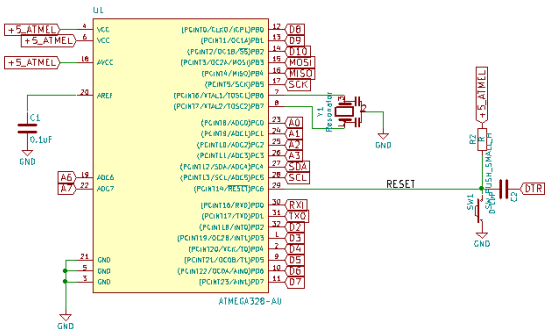 U1
+5_ATMEL 4 VCC
+5_ATMEL 6 VCC
+5_ATMEL 18 AVCC
20 AREF
C1
0.1uF
GND
A6 19 ADC6
A7 22 ADC7
21 GND
5 GND
3 GND
GND
(PCINT0/CLKO/ICP1)PB0 12 D8
(PCINT1/OC1A)PB1 13 D9
(PCINT2/OC1B/SS)PB2 14 D10
(PCINT3/OC2A/MOSI)PB3 15 MOSI
(PCINT4/MISO)PB4 16 MISO
(PCINT5/SCK)PB5 17 SCK
(PCINT6/XTAL1/TOSC1)PB6 7
(PCINT7/XTAL2/TOSC2)PB7 8
(PCINT8/ADC0)PC0 23 A0
(PCINT9/ADC1)PC1 24 A1
(PCINT10/ADC2)PC2 25 A2
(PCINT11/ADC3)PC3 26 A3
(PCINT12/SDA/ADC4)PC4 27 SDA
(PCINT13/SCL/ADC5)PC5 28 SCL
(PCINT14/RESET)PC6 29 RESET
(PCINT16/RXD)PD0 30 RXI
(PCINT17/TXD)PD1 31 TXO
(PCINT18/INT0)PD2 32 D2
(PCINT19/OC2B/INT1)PD3 1 D3
(PCINT20/XCK/T0)PD4 2 D4
(PCINT21/OC0B/T1)PD5 9 D5
(PCINT22/OC0A/AIN0)PD6 10 D6
(PCINT23/AIN1)PD7 11 D7
ATMEGA328-AU
Y1
Resonator
3
2
GND
+5_ATMEL
R2
R
SW_PUSH_SMALL_H
SW1
C2
DTR
GND